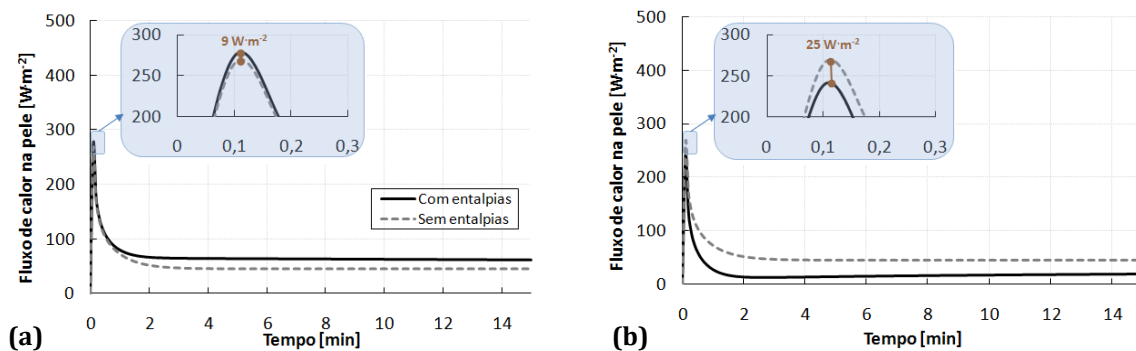 Fluxo de calor na pele [W·m⁻²]
500
400
300
200
100
0
9 W·m⁻²
300
250
200
0
0,1
0,2
0,3
Com entalpias
Sem entalpias
0 2 4 6 8 10 12 14
Tempo [min]
(a)
Fluxo de calor na pele [W·m⁻²]
500
400
300
200
100
0
25 W·m⁻²
300
250
200
0
0,1
0,2
0,3
0 2 4 6 8 10 12 14
Tempo [min]
(b)